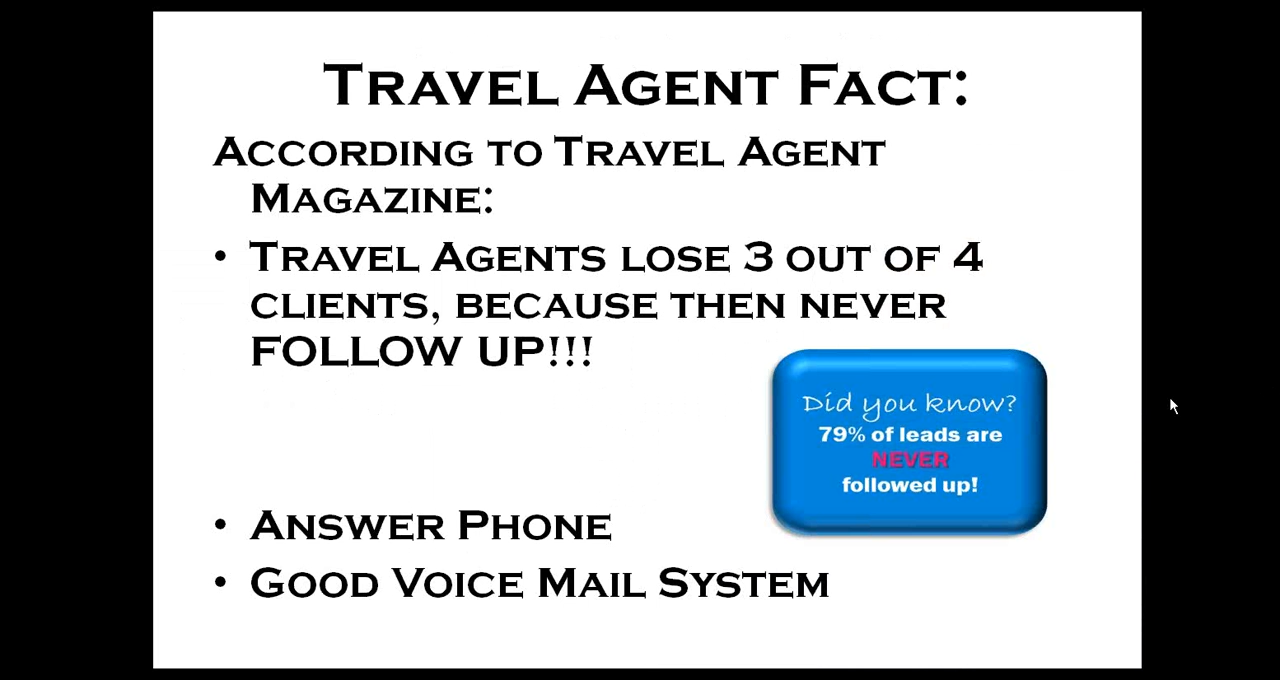 Travel Agent Fact:
According to Travel Agent
Magazine:
• Travel Agents lose 3 out of 4
clients, because then never
follow up!!!
Did you know?
79% of leads are
NEVER
followed up!
• Answer Phone
• Good Voice Mail System